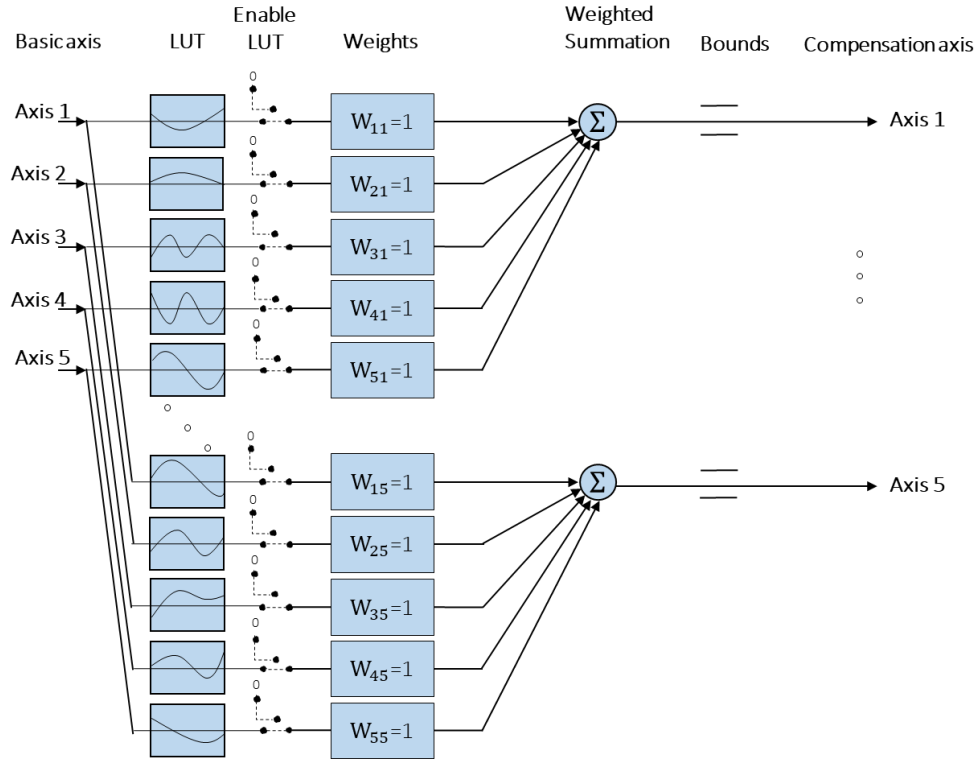 Basic axis
LUT
Enable
LUT
Weights
Weighted
Summation
Bounds
Compensation axis
Axis 1
0
W₁₁=1
Σ
Axis 1
Axis 2
0
W₂₁=1
Axis 3
0
W₃₁=1
Axis 4
0
W₄₁=1
Axis 5
0
W₅₁=1
0
W₁₅=1
Σ
Axis 5
0
W₂₅=1
0
W₃₅=1
0
W₄₅=1
0
W₅₅=1